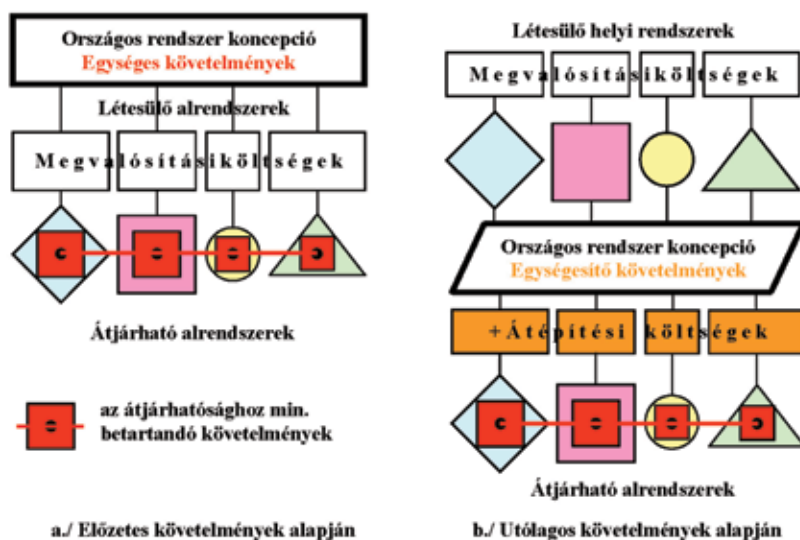 Országos rendszer koncepció
Egységes követelmények
Létesülő alrendszerek
Megvalósítási költségek
Átjárható alrendszerek
az átjárhatósághoz min.
betartandó követelmények
a./ Előzetes követelmények alapján
Létesülő helyi rendszerek
Megvalósítási költségek
Országos rendszer koncepció
Egységesítő követelmények
+Átépítési költségek
Átjárható alrendszerek
b./ Utólagos követelmények alapján